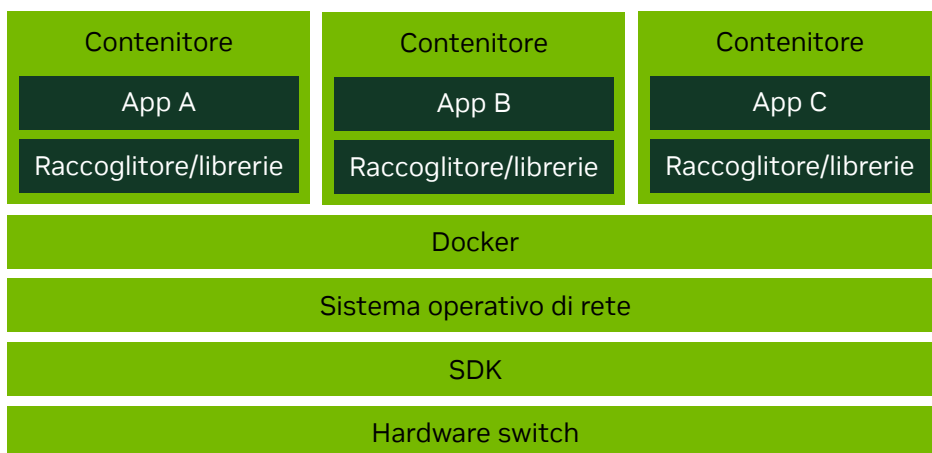 Contenitore
App A
Raccoglitore/librerie
Contenitore
App B
Raccoglitore/librerie
Contenitore
App C
Raccoglitore/librerie
Docker
Sistema operativo di rete
SDK
Hardware switch